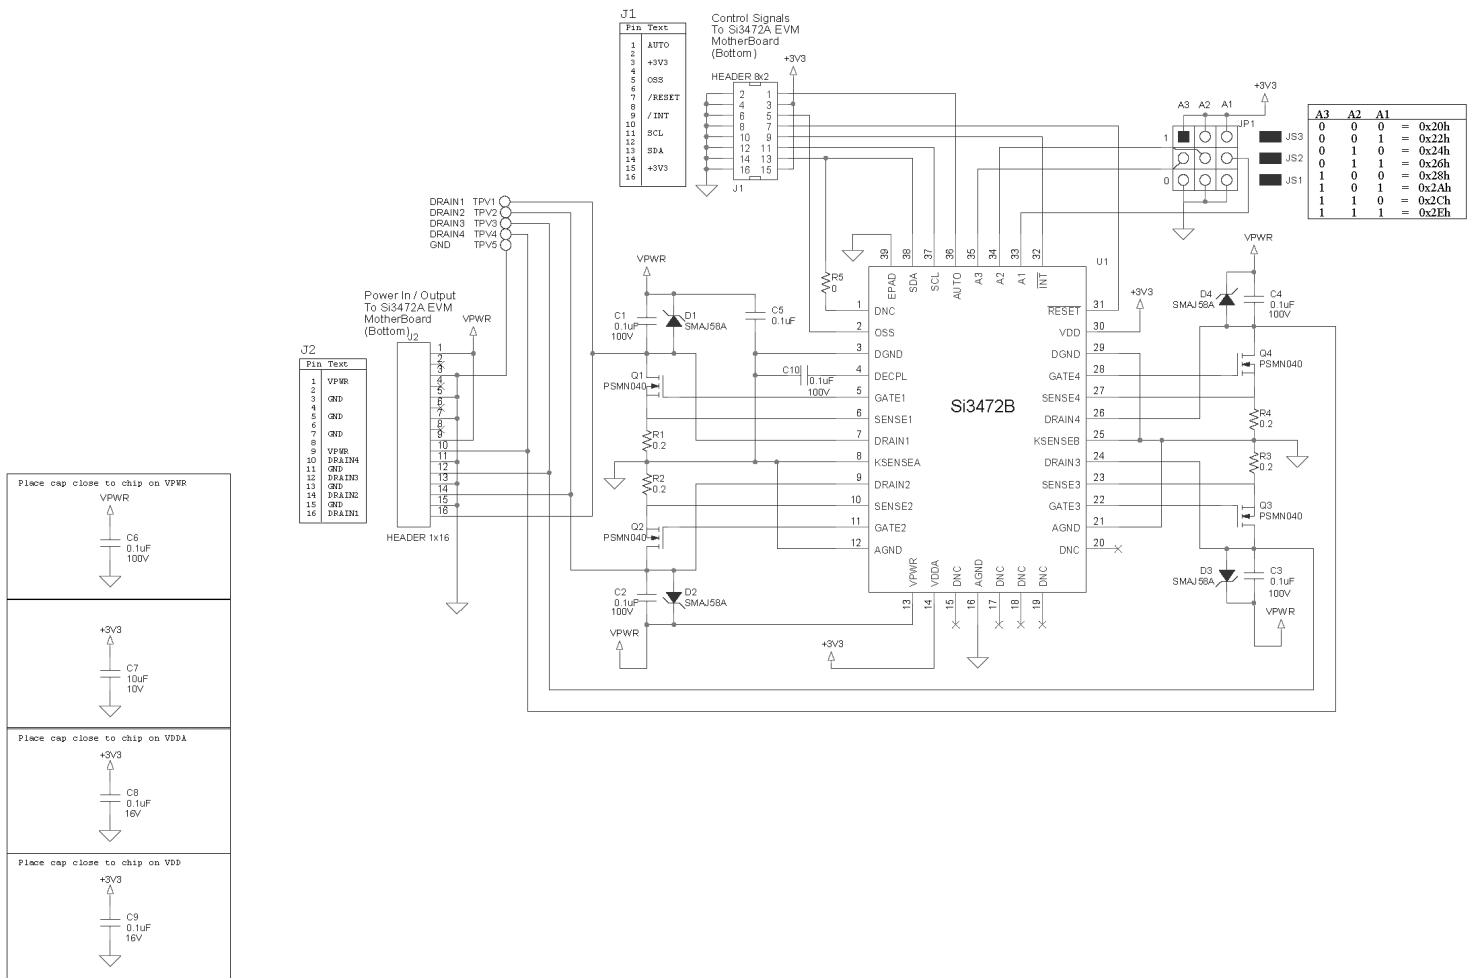 J1
Pin Text
1 AUTO
2
3 +3V3
4
5 OSS
6
7 /RESET
8
9 /INT
10
11 SCL
12
13 SDA
14
15 +3V3
16
Control Signals
To Si3472A EVM
MotherBoard
(Bottom)
+3V3
HEADER 8x2
2 1
4 3
6 5
8 7
10 9
12 11
14 13
16 15
J1
+3V3
A3 A2 A1
JP1
1
0
JS3
JS2
JS1
A3 A2 A1
0 0 0 = 0x20h
0 0 1 = 0x22h
0 1 0 = 0x24h
0 1 1 = 0x26h
1 0 0 = 0x28h
1 0 1 = 0x2Ah
1 1 0 = 0x2Ch
1 1 1 = 0x2Eh
DRAIN1 TPV1
DRAIN2 TPV2
DRAIN3 TPV3
DRAIN4 TPV4
GND TPV5
Power In / Output
To Si3472A EVM
MotherBoard
(Bottom)
VPWR
J2
1
2
3
4
5
6
7
8
9
10
11
12
13
14
15
16
HEADER 1x16
J2
Pin Text
1 VPWR
2
3 GND
4
5 GND
6
7 GND
8
9 VPWR
10 DRAIN4
11 GND
12 DRAIN3
13 GND
14 DRAIN2
15 GND
16 DRAIN1
VPWR
C1
0.1uF
100V
D1
SMAJ58A
C5
0.1uF
C10
0.1uF
100V
Q1
PSMN040
R1
0.2
R2
0.2
Q2
PSMN040
C2
0.1uF
100V
D2
SMAJ58A
VPWR
R5
0
39 38 37 36 35 34 33 32
EPAD SDA SCL AUTO A3 A2 A1 INT
U1
1 DNC
2 OSS
3 DGND
4 DECPL
5 GATE1
6 SENSE1
7 DRAIN1
8 KSENSEA
9 DRAIN2
10 SENSE2
11 GATE2
12 AGND
Si3472B
RESET 31
VDD 30
DGND 29
GATE4 28
SENSE4 27
DRAIN4 26
KSENSEB 25
DRAIN3 24
SENSE3 23
GATE3 22
AGND 21
DNC 20
VPWR VDDA DNC AGND DNC DNC DNC
13 14 15 16 17 18 19
+3V3
+3V3
VPWR
D4
SMAJ58A
C4
0.1uF
100V
Q4
PSMN040
R4
0.2
R3
0.2
Q3
PSMN040
D3
SMAJ58A
C3
0.1uF
100V
VPWR
Place cap close to chip on VPWR
VPWR
C6
0.1uF
100V
+3V3
C7
10uF
10V
Place cap close to chip on VDDA
+3V3
C8
0.1uF
16V
Place cap close to chip on VDD
+3V3
C9
0.1uF
16V